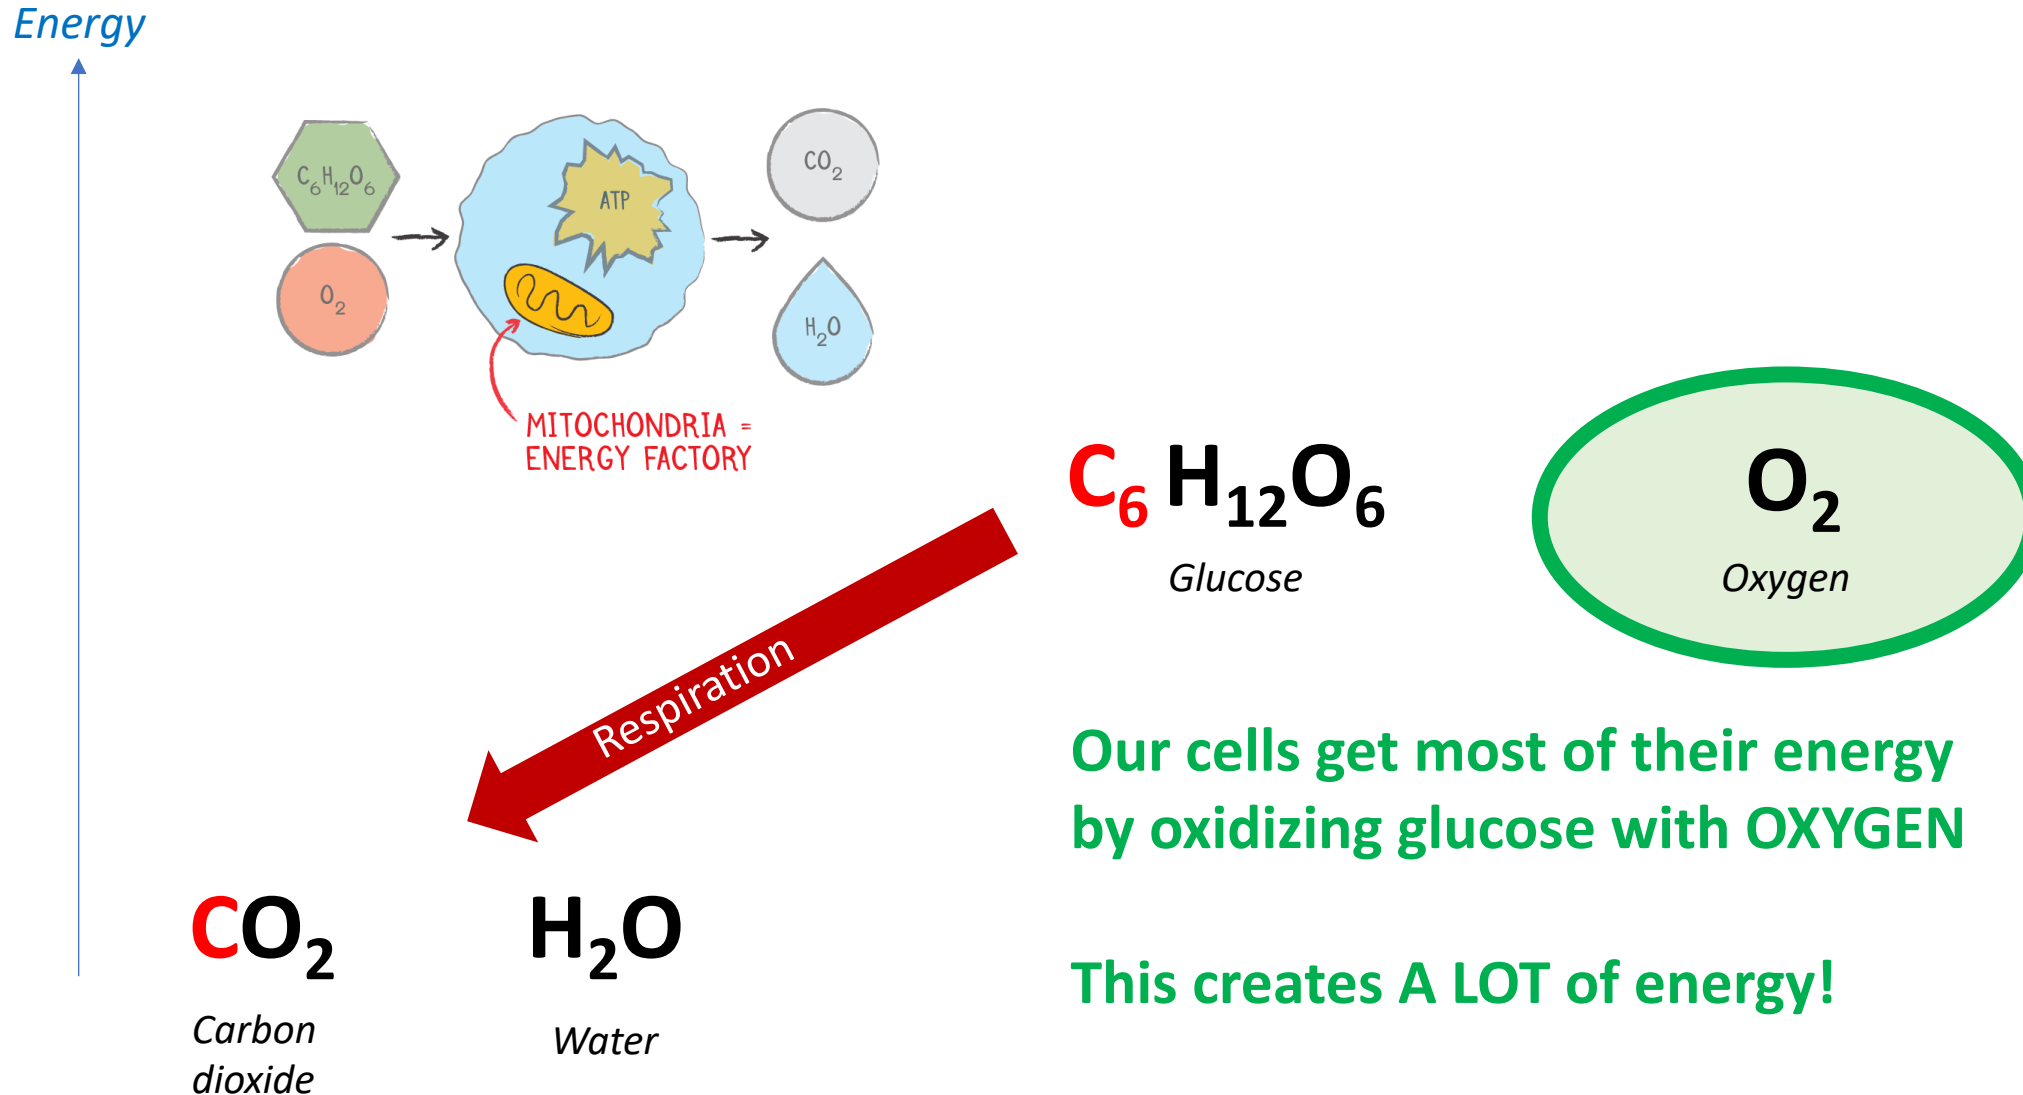 Energy
C₆H₁₂O₆
O₂
ATP
CO₂
H₂O
MITOCHONDRIA =
ENERGY FACTORY
C₆ H₁₂O₆
Glucose
O₂
Oxygen
Respiration
Our cells get most of their energy
by oxidizing glucose with OXYGEN
This creates A LOT of energy!
CO₂
Carbon
dioxide
H₂O
Water